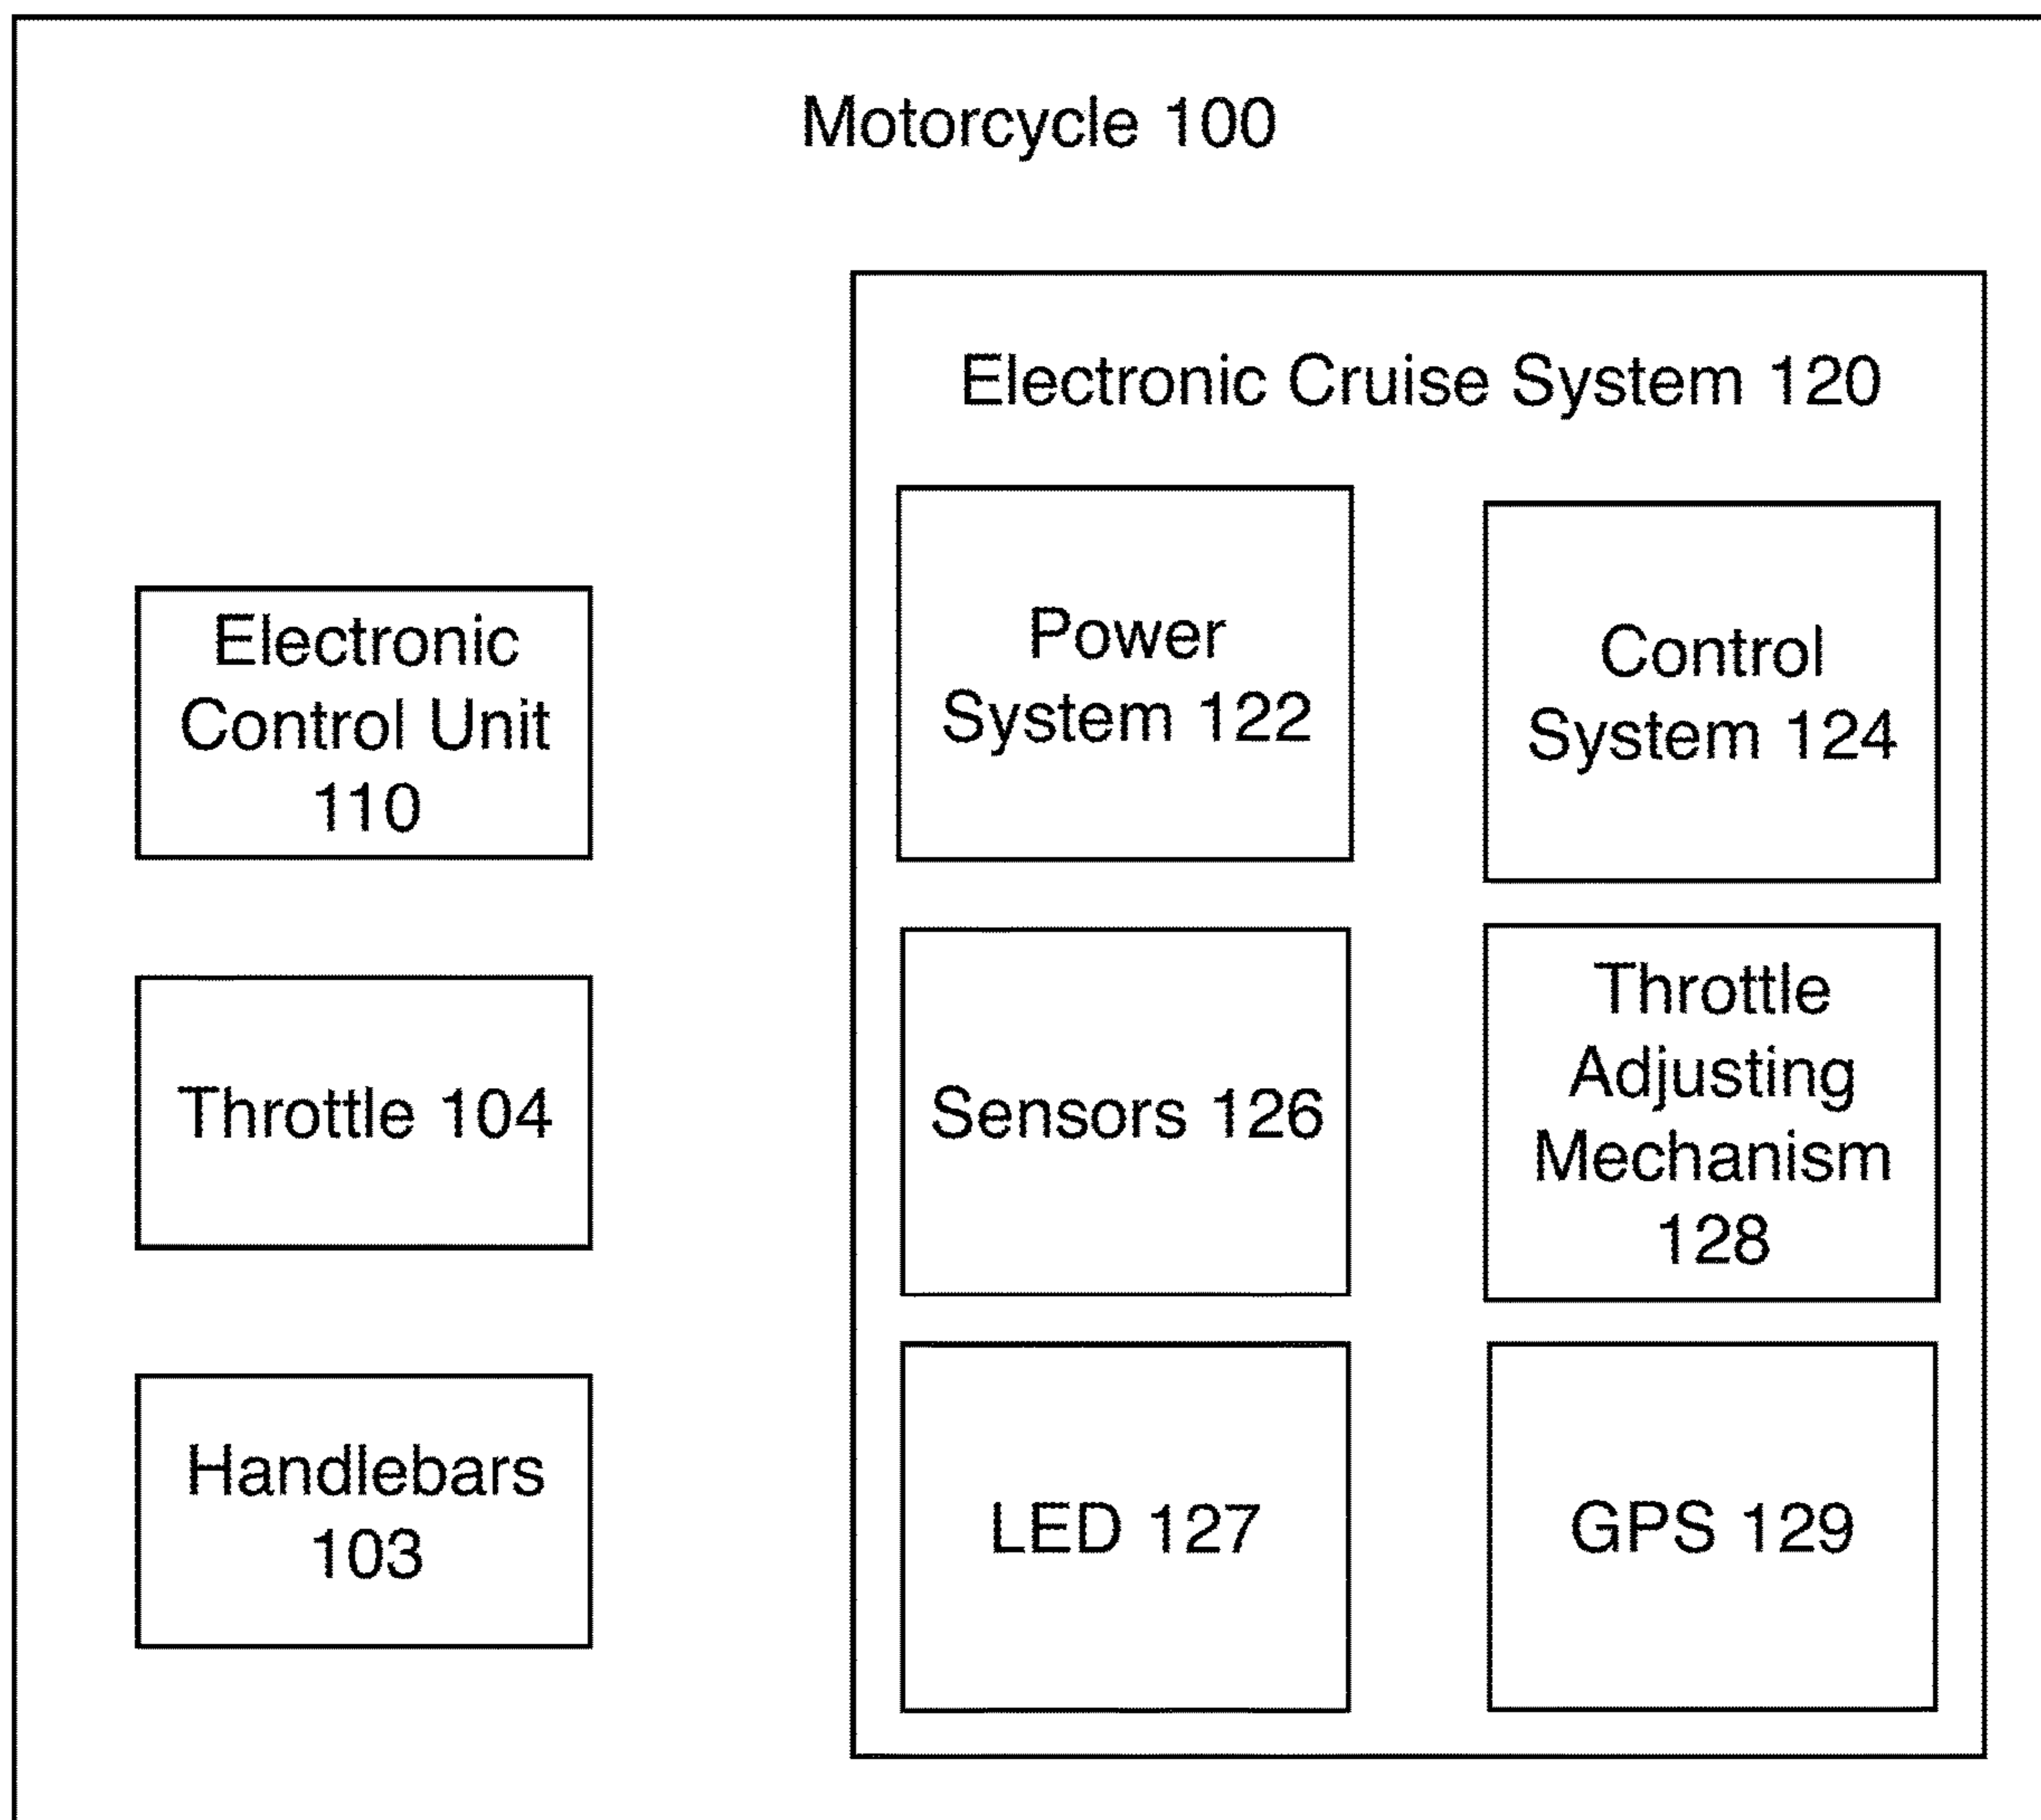 Motorcycle 100
Electronic
Control Unit
110
Throttle 104
Handlebars
103
Electronic Cruise System 120
Power
System 122
Control
System 124
Sensors 126
Throttle
Adjusting
Mechanism
128
LED 127
GPS 129